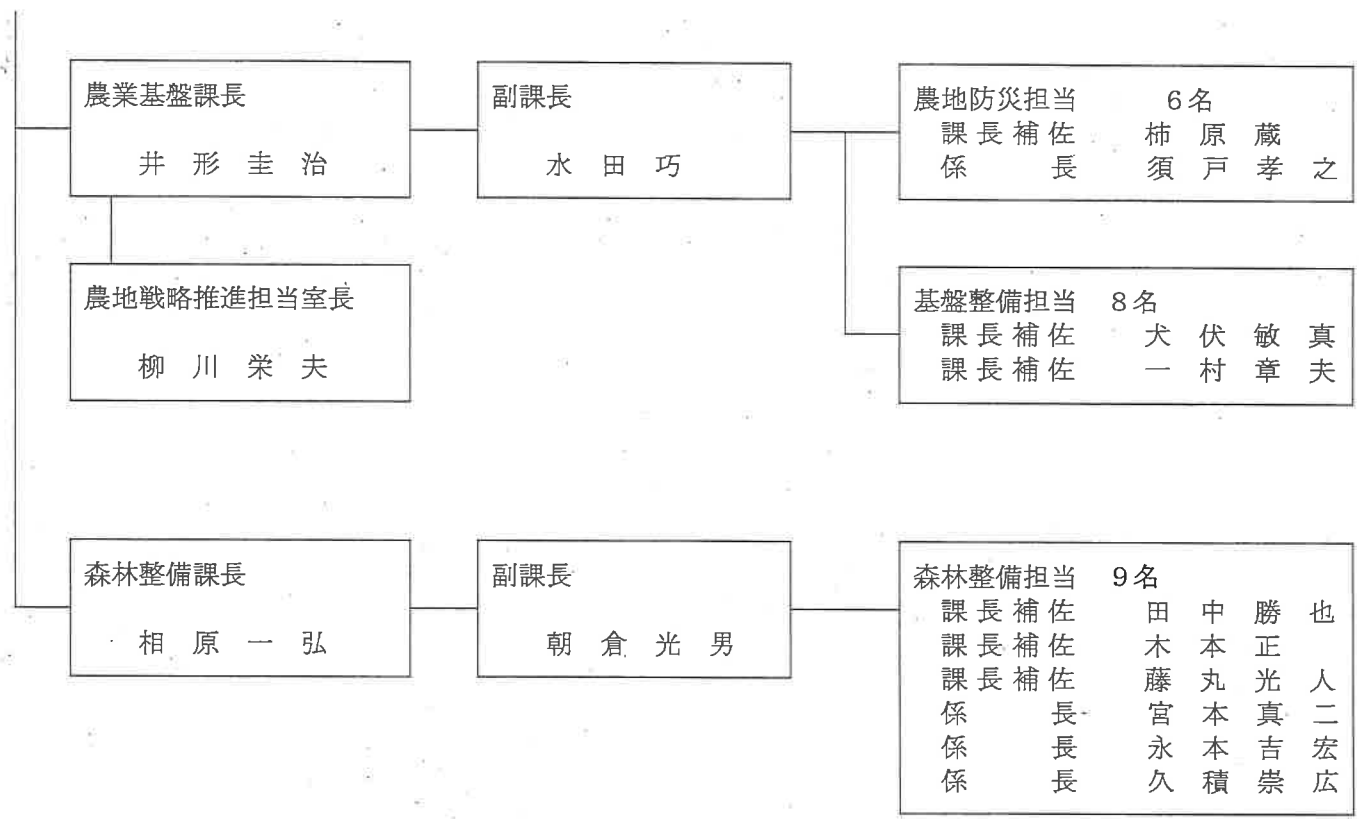 農業基盤課長
井形圭治
副課長
水田巧
農地防災担当 6名
課長補佐 柿原蔵
係長 須戸孝之
農地戦略推進担当室長
柳川栄夫
基盤整備担当 8名
課長補佐 犬伏敏真
課長補佐 一村章夫
森林整備課長
相原一弘
副課長
朝倉光男
森林整備担当 9名
課長補佐 田中勝也
課長補佐 木本正
課長補佐 藤丸光人
係長 宮本真二
係長 永本吉宏
係長 久積崇広